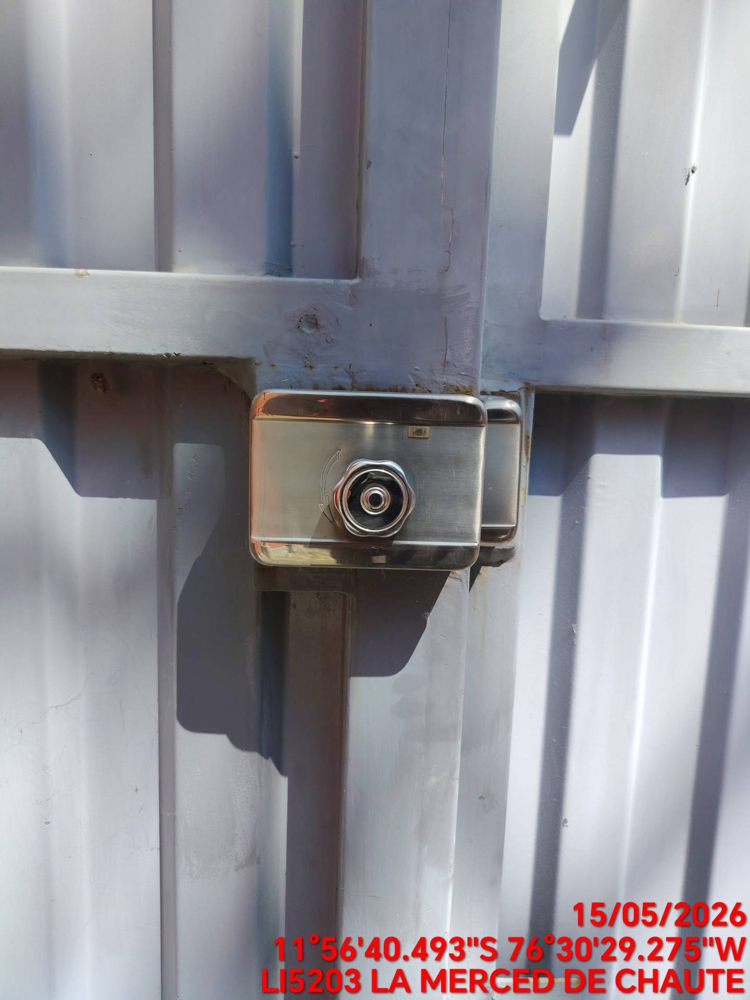 15/05/2026
11°56'40.493"S 76°30'29.275"W
LI5203 LA MERCED DE CHAUTE